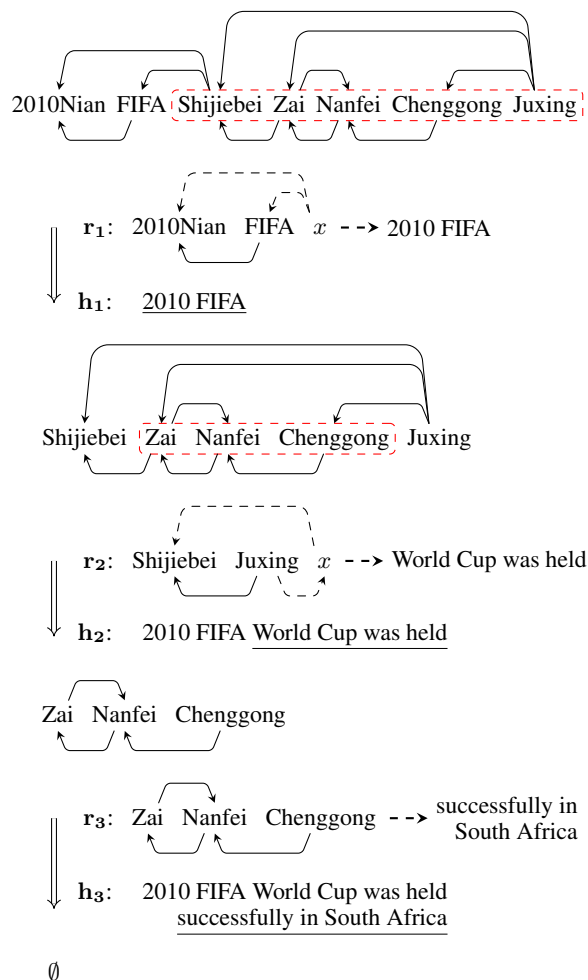 2010Nian FIFA Shijiebei Zai Nanfei Chenggong Juxing
r₁: 2010Nian FIFA x 2010 FIFA
h₁: 2010 FIFA
Shijiebei Zai Nanfei Chenggong Juxing
r₂: Shijiebei Juxing x World Cup was held
h₂: 2010 FIFA World Cup was held
Zai Nanfei Chenggong
r₃: Zai Nanfei Chenggong successfully in
South Africa
h₃: 2010 FIFA World Cup was held
successfully in South Africa
∅